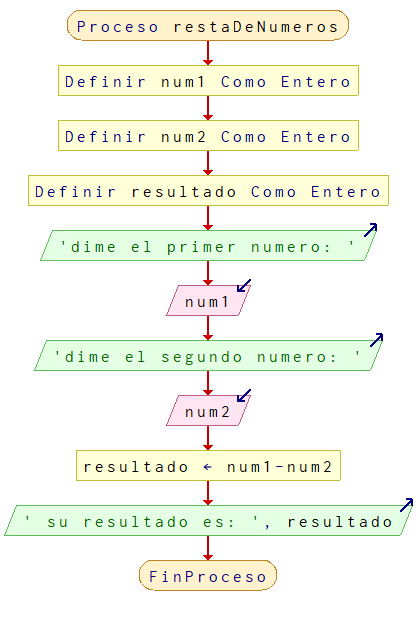 Proceso restaDeNumeros
Definir num1 Como Entero
Definir num2 Como Entero
Definir resultado Como Entero
'dime el primer numero: '
num1
'dime el segundo numero: '
num2
resultado ← num1-num2
' su resultado es: ', resultado
FinProceso